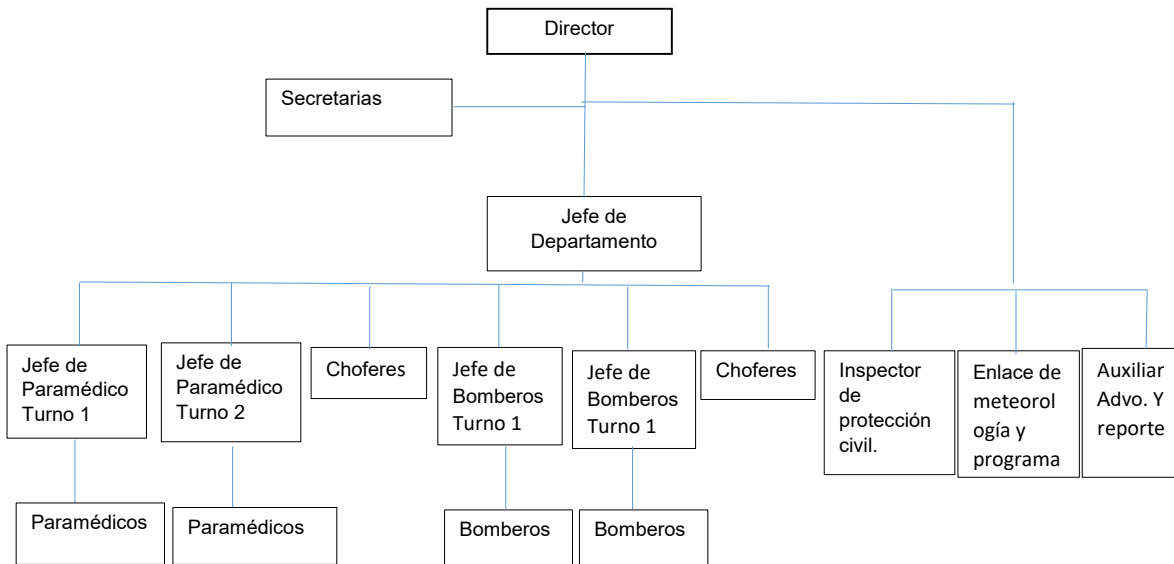 Director
Secretarias
Jefe de
Departamento
Jefe de
Paramédico
Turno 1
Jefe de
Paramédico
Turno 2
Choferes
Jefe de
Bomberos
Turno 1
Jefe de
Bomberos
Turno 1
Choferes
Inspector
de
protección
civil.
Enlace de
meteorol
ogía y
programa
Auxiliar
Advo. Y
reporte
Paramédicos
Paramédicos
Bomberos
Bomberos